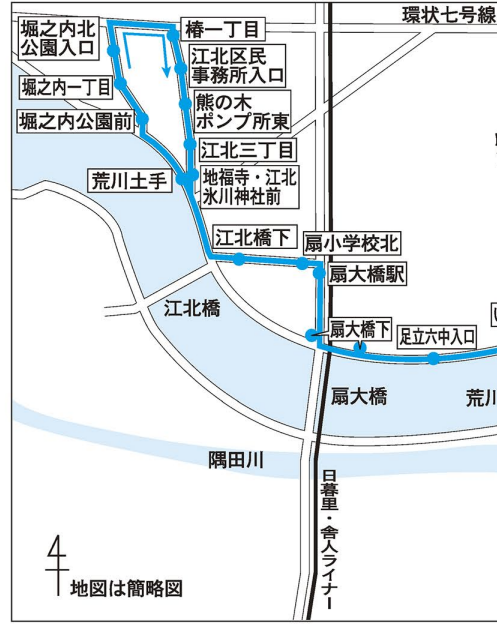 環状七号線
堀之内北
公園入口
椿一丁目
江北区民
事務所入口
堀之内一丁目
熊の木
ポンプ所東
堀之内公園前
江北三丁目
荒川土手
地福寺・江北
氷川神社前
江北橋下
扇小学校北
扇大橋駅
江北橋
扇大橋下
足立六中入口
扇大橋
荒川
隅田川
日暮里・舎人ライナー
地図は簡略図